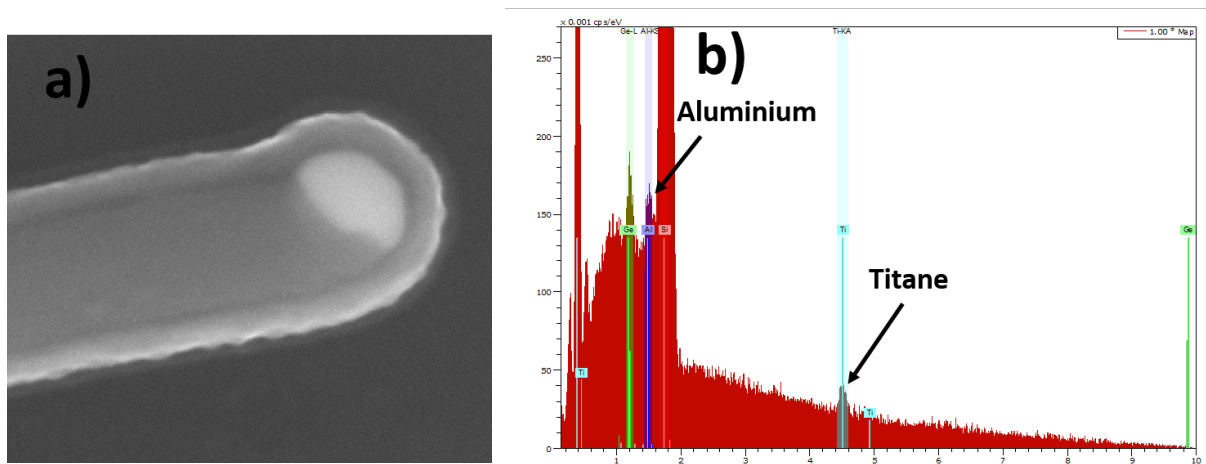 a)
x 0.001 cps/eV
Ge-L
Al-K
Ti-KA
1.00 * Map
b)
250
Aluminium
200
150
Ge
Al
Si
Ti
Ge
100
Titane
50
Ti
Ti
0
1
2
3
4
5
6
7
8
9
10